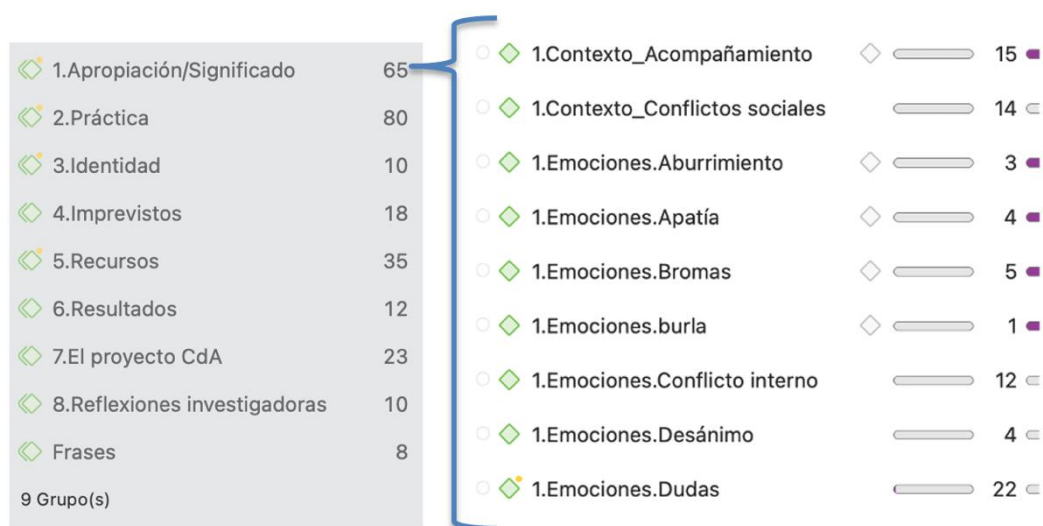 1.Apropiación/Significado 65
2.Práctica 80
3.Identidad 10
4.Imprevistos 18
5.Recursos 35
6.Resultados 12
7.El proyecto CdA 23
8.Reflexiones investigadoras 10
Frases 8
9 Grupo(s)
1.Contexto_Acompañamiento 15
1.Contexto_Conflictos sociales 14
1.Emociones.Aburrimiento 3
1.Emociones.Apatía 4
1.Emociones.Bromas 5
1.Emociones.burla 1
1.Emociones.Conflicto interno 12
1.Emociones.Desánimo 4
1.Emociones.Dudas 22